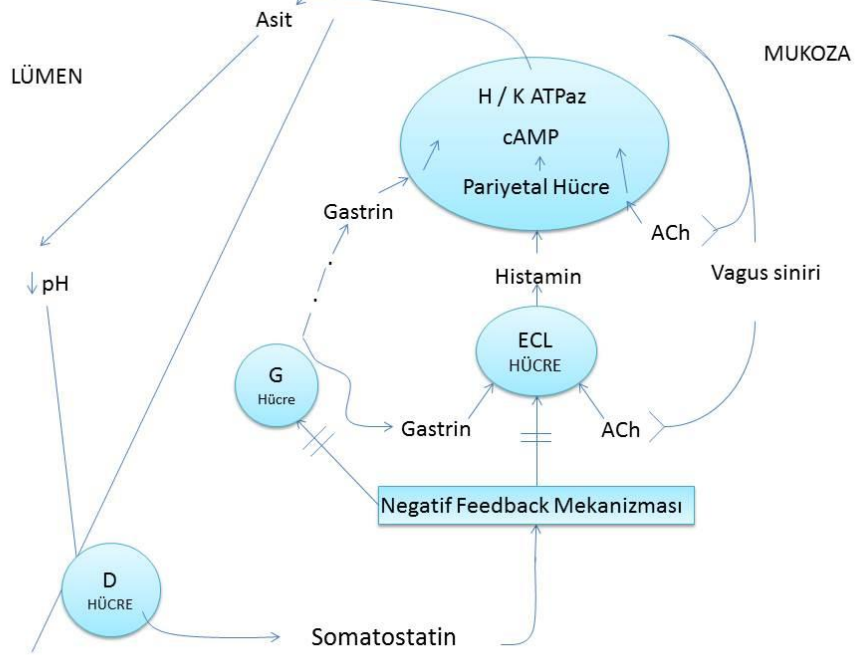 Asit
LÜMEN
MUKOZA
H / K ATPaz
cAMP
Pariyetal Hücre
Gastrin
ACh
↓ pH
Histamin
Vagus siniri
ECL
HÜCRE
G
Hücre
Gastrin
ACh
Negatif Feedback Mekanizması
D
HÜCRE
Somatostatin